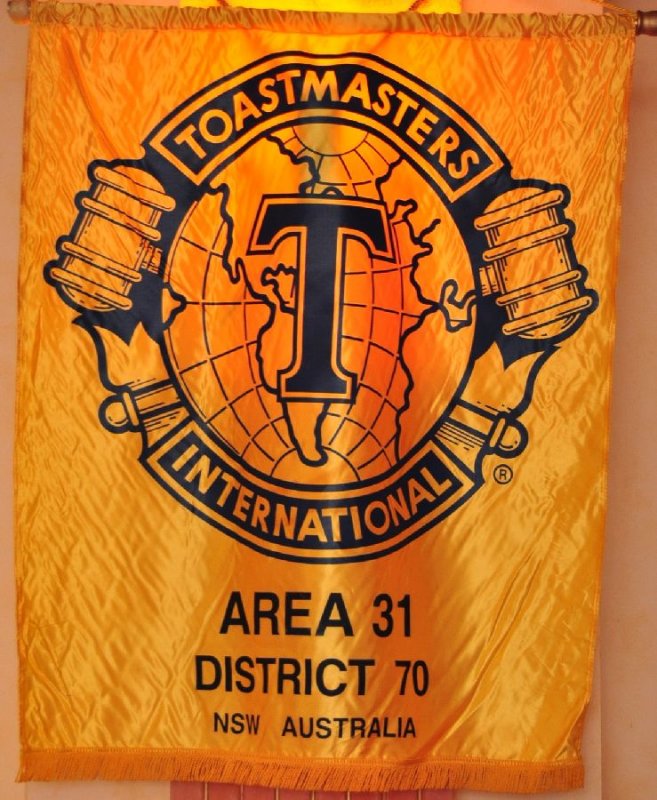 TOASTMASTERS
T
INTERNATIONAL
®
AREA 31
DISTRICT 70
NSW AUSTRALIA